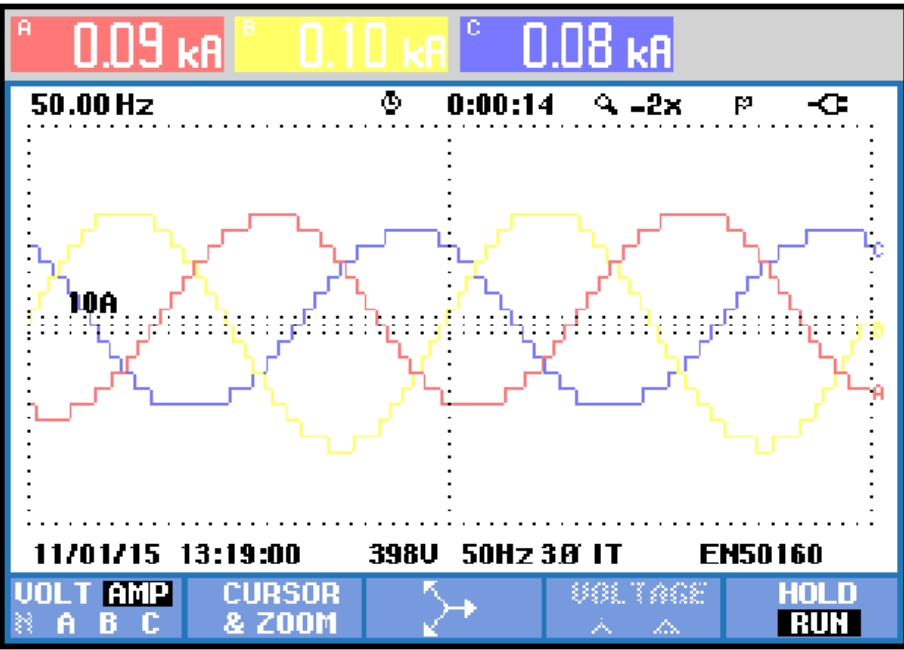 A 0.09 kA B 0.10 kA C 0.08 kA
50.00 Hz 0:00:14 -2x
10A
C
B
A
11/01/15 13:19:00 398V 50Hz 3Ø IT EN50160
VOLT AMP CURSOR VOLTAGE HOLD
N A B C & ZOOM RUN